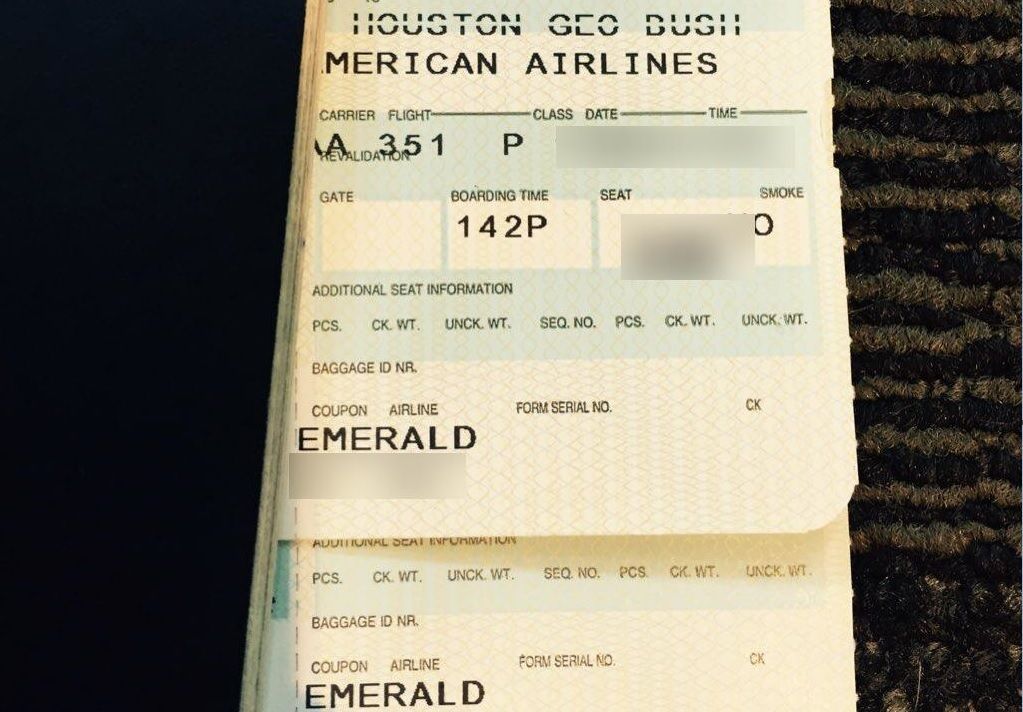 HOUSTON GEO BUSH
MERICAN AIRLINES
CARRIER FLIGHT CLASS DATE TIME
AA 351 P
REVALIDATION
GATE BOARDING TIME SEAT SMOKE
142P O
ADDITIONAL SEAT INFORMATION
PCS. CK. WT. UNCK. WT. SEQ. NO. PCS. CK. WT. UNCK. WT.
BAGGAGE ID NR.
COUPON AIRLINE FORM SERIAL NO. CK
EMERALD
ADDITIONAL SEAT INFORMATION
PCS. CK. WT. UNCK. WT. SEQ. NO. PCS. CK. WT. UNCK. WT.
BAGGAGE ID NR.
COUPON AIRLINE FORM SERIAL NO. CK
EMERALD